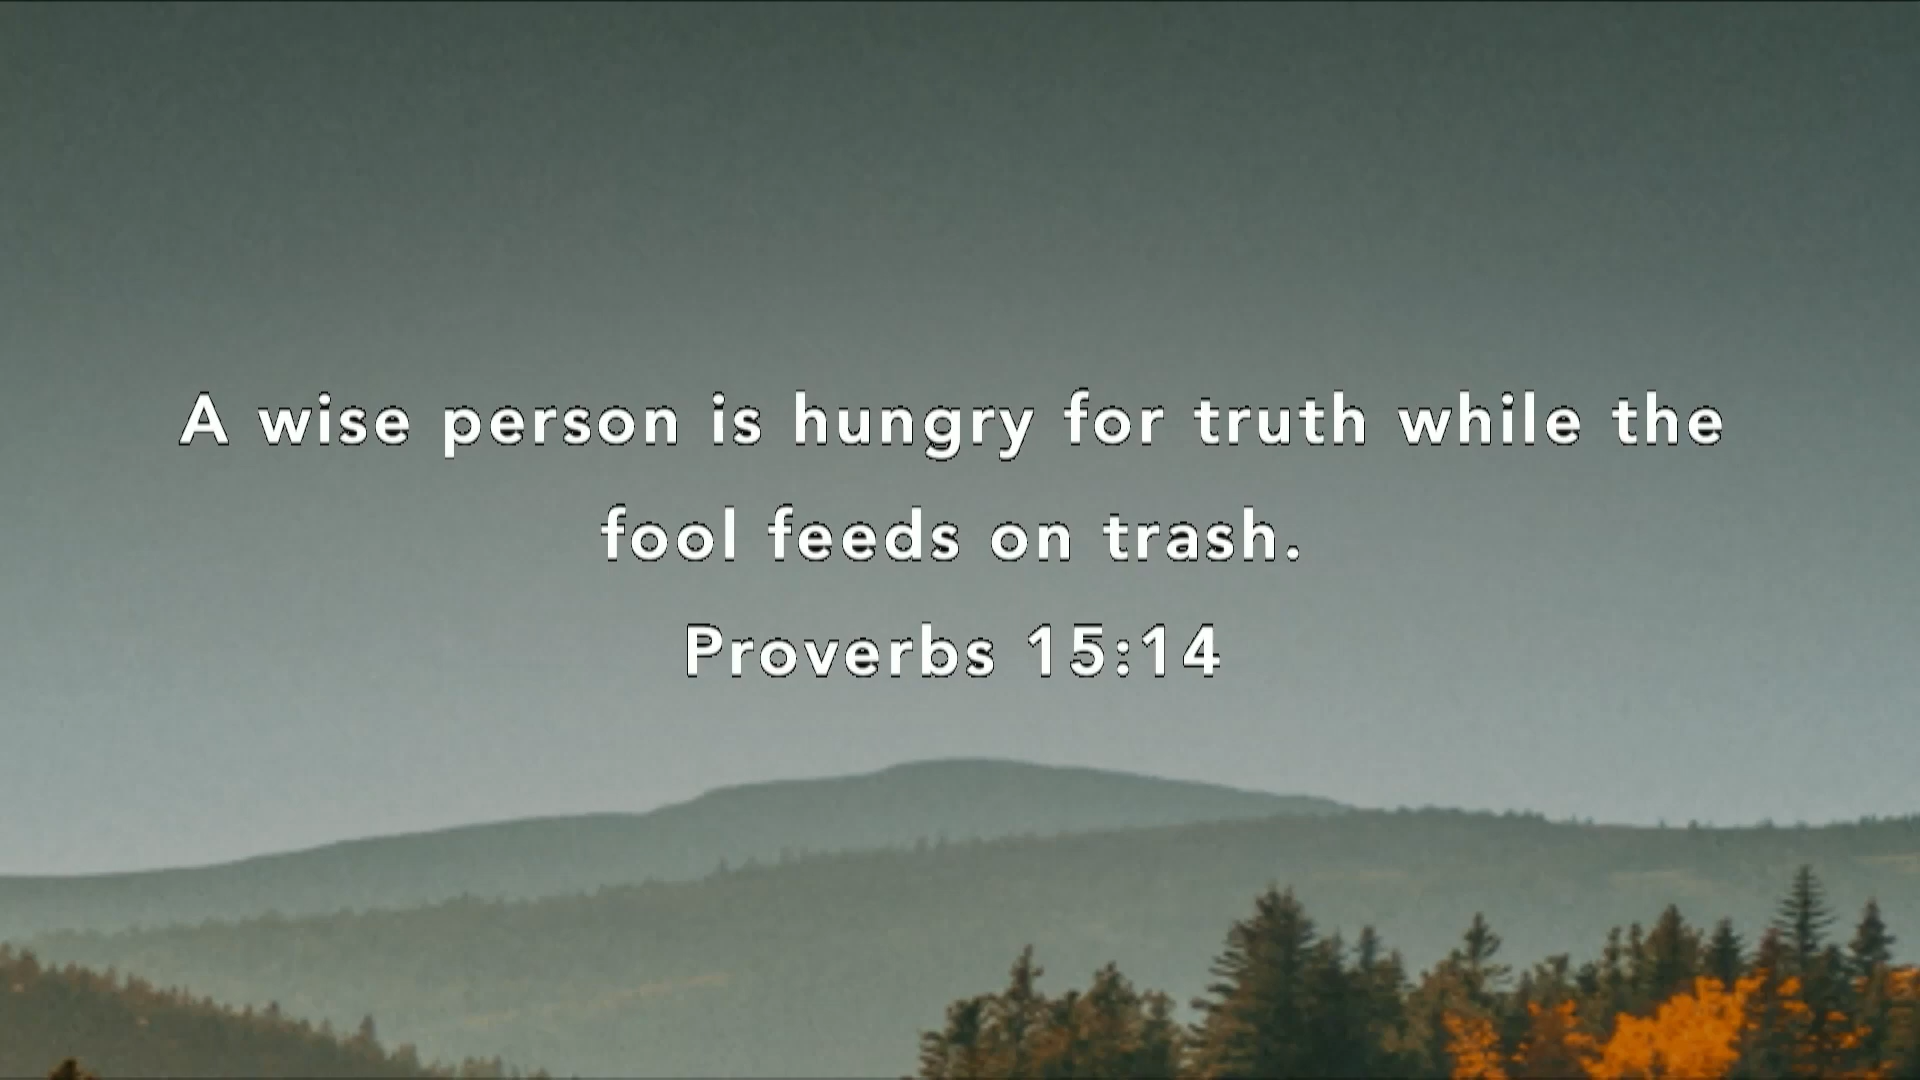 A wise person is hungry for truth while the
fool feeds on trash.
Proverbs 15:14